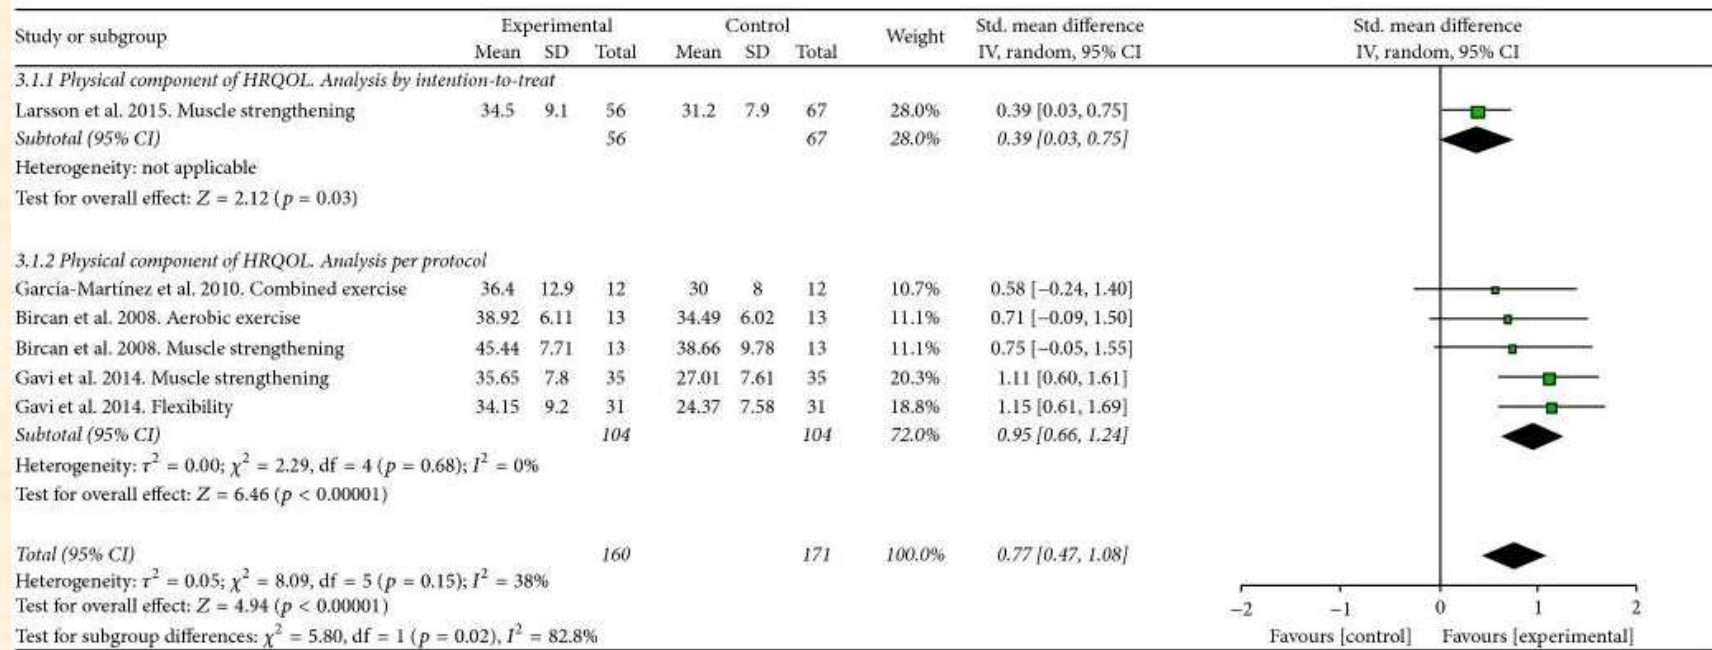 Study or subgroup Experimental Control Weight Std. mean difference Std. mean difference
Mean SD Total Mean SD Total IV, random, 95% CI IV, random, 95% CI
3.1.1 Physical component of HRQOL. Analysis by intention-to-treat
Larsson et al. 2015. Muscle strengthening 34.5 9.1 56 31.2 7.9 67 28.0% 0.39 [0.03, 0.75]
Subtotal (95% CI) 56 67 28.0% 0.39 [0.03, 0.75]
Heterogeneity: not applicable
Test for overall effect: Z = 2.12 (p = 0.03)
3.1.2 Physical component of HRQOL. Analysis per protocol
García-Martínez et al. 2010. Combined exercise 36.4 12.9 12 30 8 12 10.7% 0.58 [−0.24, 1.40]
Bircan et al. 2008. Aerobic exercise 38.92 6.11 13 34.49 6.02 13 11.1% 0.71 [−0.09, 1.50]
Bircan et al. 2008. Muscle strengthening 45.44 7.71 13 38.66 9.78 13 11.1% 0.75 [−0.05, 1.55]
Gavi et al. 2014. Muscle strengthening 35.65 7.8 35 27.01 7.61 35 20.3% 1.11 [0.60, 1.61]
Gavi et al. 2014. Flexibility 34.15 9.2 31 24.37 7.58 31 18.8% 1.15 [0.61, 1.69]
Subtotal (95% CI) 104 104 72.0% 0.95 [0.66, 1.24]
Heterogeneity: τ² = 0.00; χ² = 2.29, df = 4 (p = 0.68); I² = 0%
Test for overall effect: Z = 6.46 (p < 0.00001)
Total (95% CI) 160 171 100.0% 0.77 [0.47, 1.08]
Heterogeneity: τ² = 0.05; χ² = 8.09, df = 5 (p = 0.15); I² = 38%
Test for overall effect: Z = 4.94 (p < 0.00001)
−2 −1 0 1 2
Test for subgroup differences: χ² = 5.80, df = 1 (p = 0.02), I² = 82.8%
Favours [control] Favours [experimental]